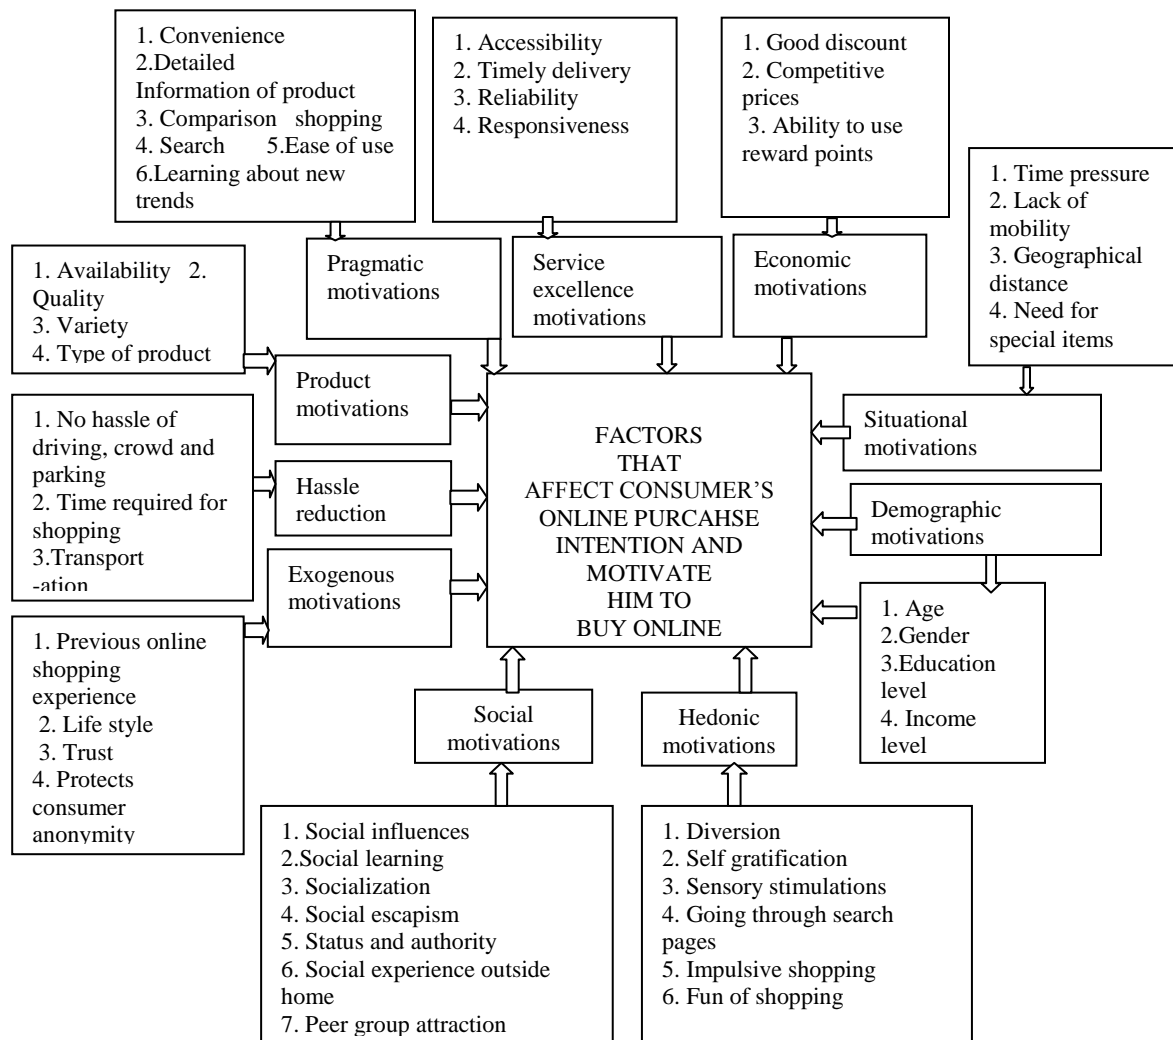 1. Convenience
2.Detailed
Information of product
3. Comparison shopping
4. Search 5.Ease of use
6.Learning about new
trends
1. Accessibility
2. Timely delivery
3. Reliability
4. Responsiveness
1. Good discount
2. Competitive
prices
3. Ability to use
reward points
1. Time pressure
2. Lack of
mobility
3. Geographical
distance
4. Need for
special items
Pragmatic
motivations
Service
excellence
motivations
Economic
motivations
1. Availability 2.
Quality
3. Variety
4. Type of product
Product
motivations
Situational
motivations
1. No hassle of
driving, crowd and
parking
2. Time required for
shopping
3.Transport
-ation
Hassle
reduction
FACTORS
THAT
AFFECT CONSUMER’S
ONLINE PURCAHSE
INTENTION AND
MOTIVATE
HIM TO
BUY ONLINE
Demographic
motivations
Exogenous
motivations
1. Age
2.Gender
3.Education
level
4. Income
level
1. Previous online
shopping
experience
2. Life style
3. Trust
4. Protects
consumer
anonymity
Social
motivations
Hedonic
motivations
1. Social influences
2.Social learning
3. Socialization
4. Social escapism
5. Status and authority
6. Social experience outside
home
7. Peer group attraction
1. Diversion
2. Self gratification
3. Sensory stimulations
4. Going through search
pages
5. Impulsive shopping
6. Fun of shopping